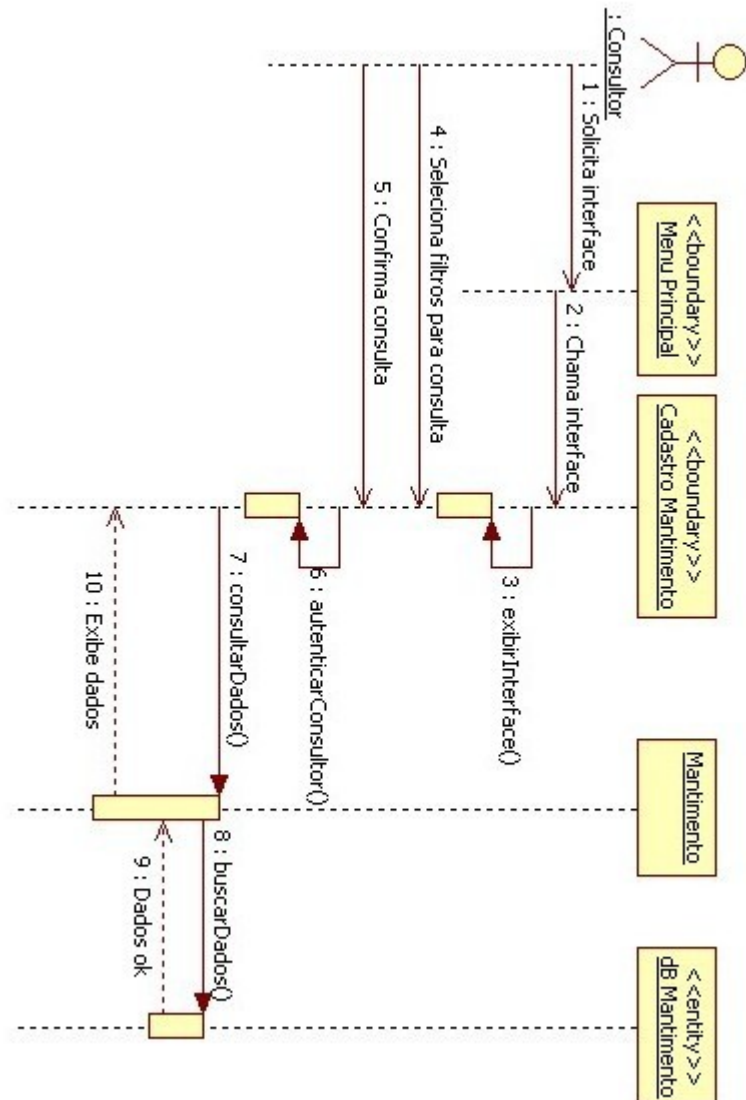 : Consultor
<<boundary>>
Menu Principal
<<boundary>>
Cadastro Mantimento
Mantimento
<<entity>>
dB Mantimento
1 : Solicita interface
2 : Chama interface
3 : exibirInterface()
4 : Seleciona filtros para consulta
5 : Confirma consulta
6 : autenticarConsultor()
7 : consultarDados()
8 : buscarDados()
9 : Dados ok
10 : Exibe dados